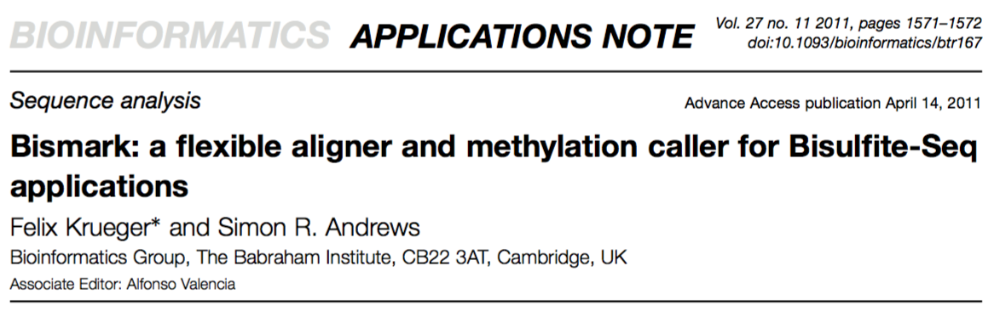 BIOINFORMATICS APPLICATIONS NOTE
Vol. 27 no. 11 2011, pages 1571–1572
doi:10.1093/bioinformatics/btr167
Sequence analysis
Advance Access publication April 14, 2011
Bismark: a flexible aligner and methylation caller for Bisulfite-Seq
applications
Felix Krueger* and Simon R. Andrews
Bioinformatics Group, The Babraham Institute, CB22 3AT, Cambridge, UK
Associate Editor: Alfonso Valencia